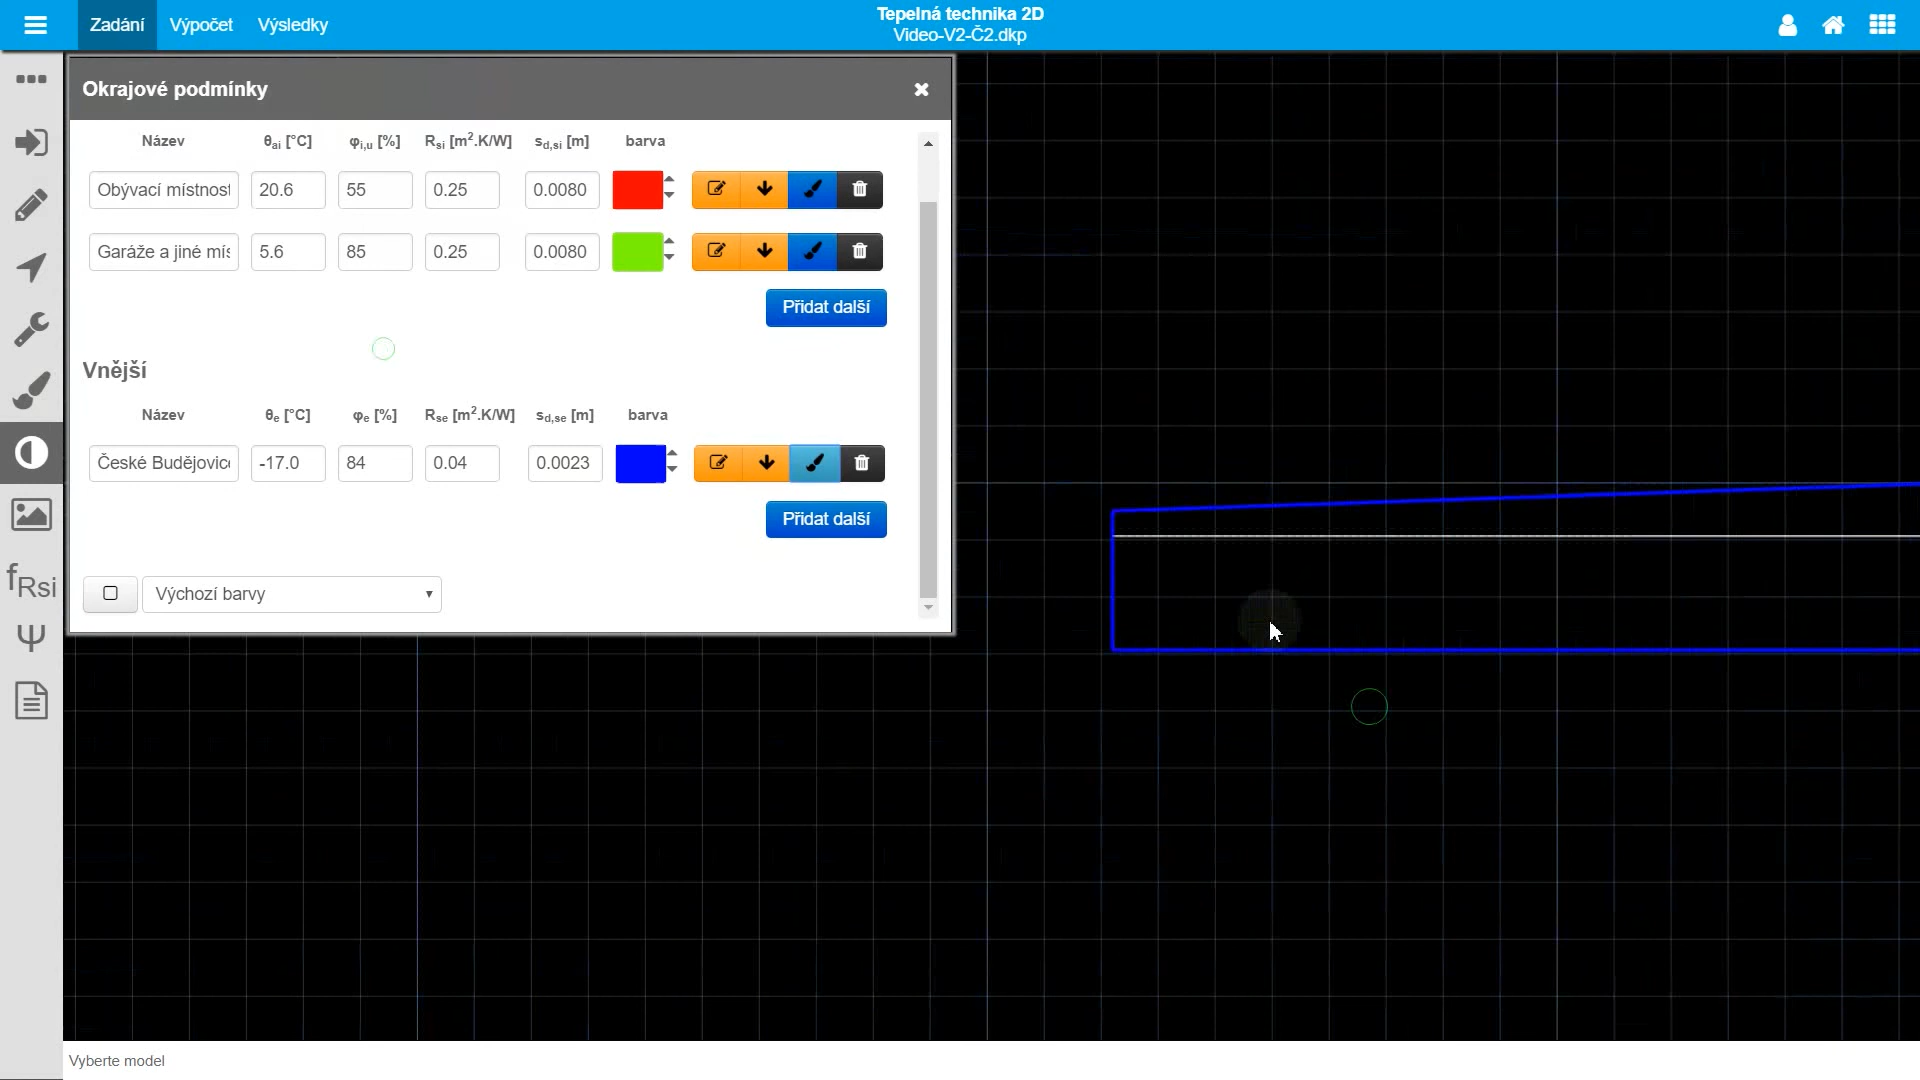 Zadání Výpočet Výsledky
Tepelná technika 2D
Video-V2-Č2.dkp
Okrajové podmínky
Název θai [°C] φi,u [%] Rsi [m2.K/W] sd,si [m] barva
Obývací místnost 20.6 55 0.25 0.0080
Garáže a jiné mís 5.6 85 0.25 0.0080
Přidat další
Vnější
Název θe [°C] φe [%] Rse [m2.K/W] sd,se [m] barva
České Budějovic -17.0 84 0.04 0.0023
Přidat další
Výchozí barvy
fRsi
Ψ
Vyberte model